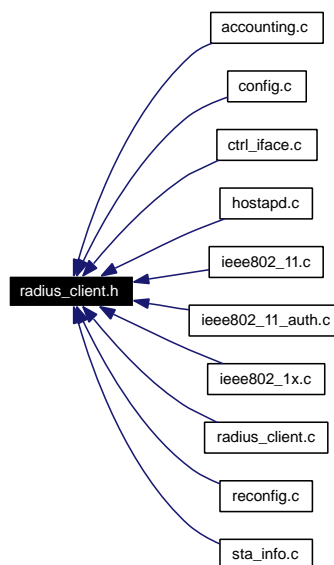 accounting.c
config.c
ctrl_iface.c
hostapd.c
radius_client.h
ieee802_11.c
ieee802_11_auth.c
ieee802_1x.c
radius_client.c
reconfig.c
sta_info.c